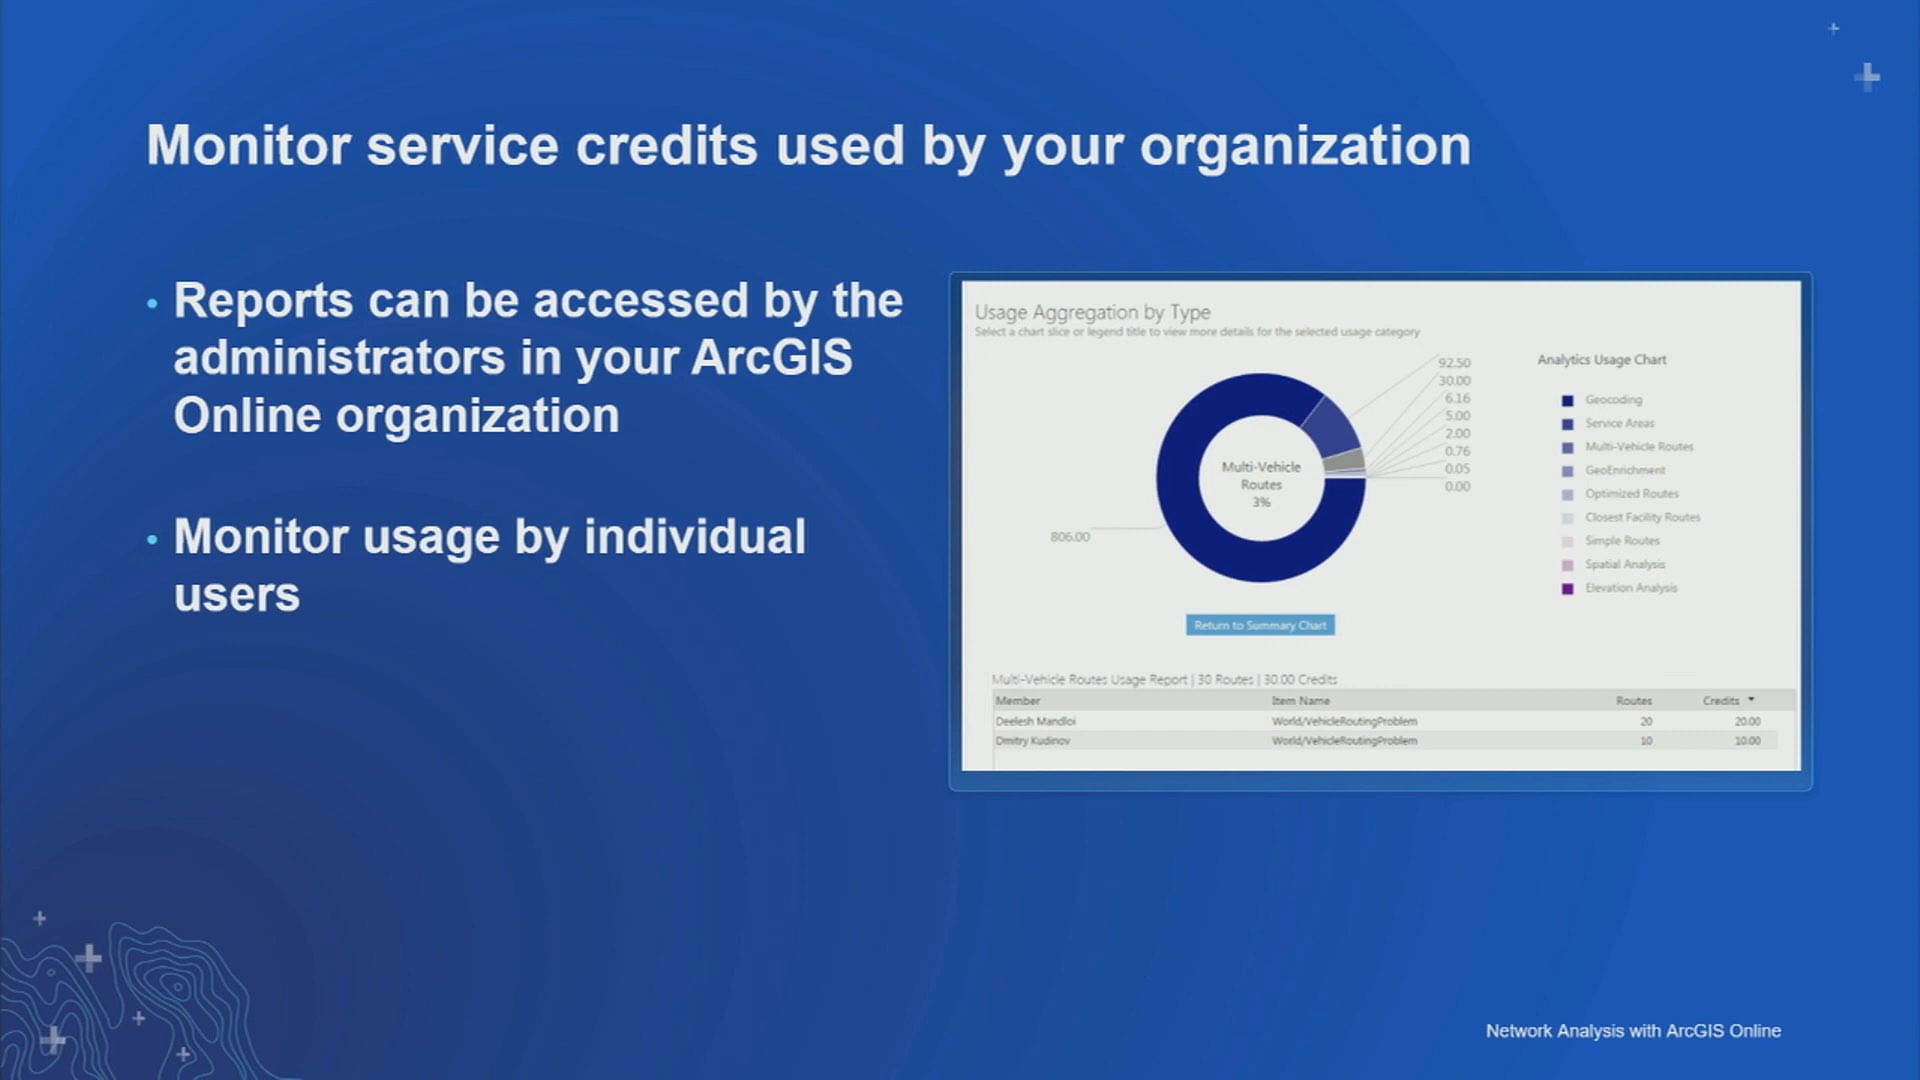 Monitor service credits used by your organization
• Reports can be accessed by the
administrators in your ArcGIS
Online organization
• Monitor usage by individual
users
Usage Aggregation by Type
Select a chart slice or legend title to view more details for the selected usage category
92.50
30.00
6.16
5.00
2.00
0.76
0.05
0.00
806.00
Multi-Vehicle
Routes
3%
Analytics Usage Chart
Geocoding
Service Areas
Multi-Vehicle Routes
GeoEnrichment
Optimized Routes
Closest Facility Routes
Simple Routes
Spatial Analysis
Elevation Analysis
Return to Summary Chart
Multi-Vehicle Routes Usage Report | 30 Routes | 30.00 Credits
Member Item Name Routes Credits
Deelesh Mandloi World/VehicleRoutingProblem 20 20.00
Dmitry Kudinov World/VehicleRoutingProblem 10 10.00
Network Analysis with ArcGIS Online